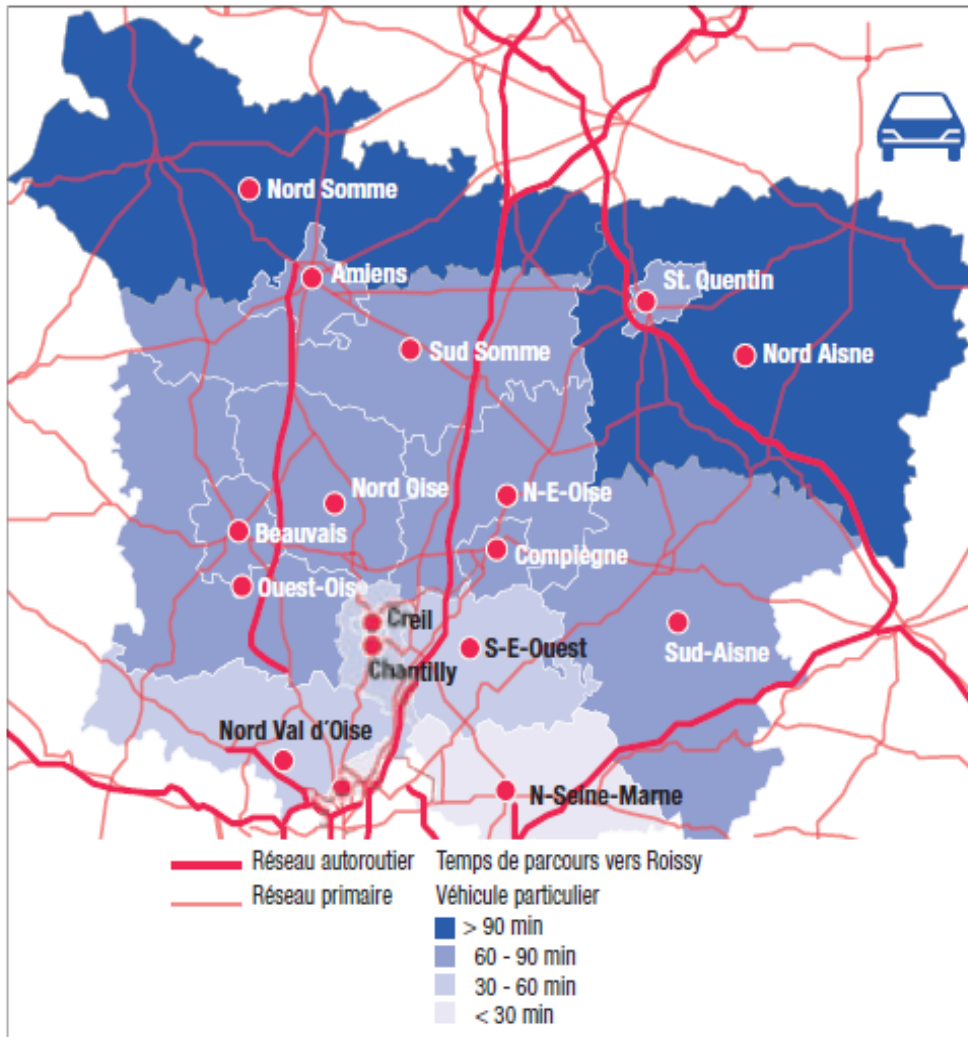 Nord Somme
Amiens
St. Quentin
Sud Somme
Nord Aisne
Nord Oise
N-E-Oise
Beauvais
Compiègne
Ouest-Oise
Creil
S-E-Ouest
Sud-Aisne
Chantilly
Nord Val d´Oise
N-Seine-Marne
Réseau autoroutier Temps de parcours vers Roissy
Réseau primaire Véhicule particulier
> 90 min
60 - 90 min
30 - 60 min
< 30 min